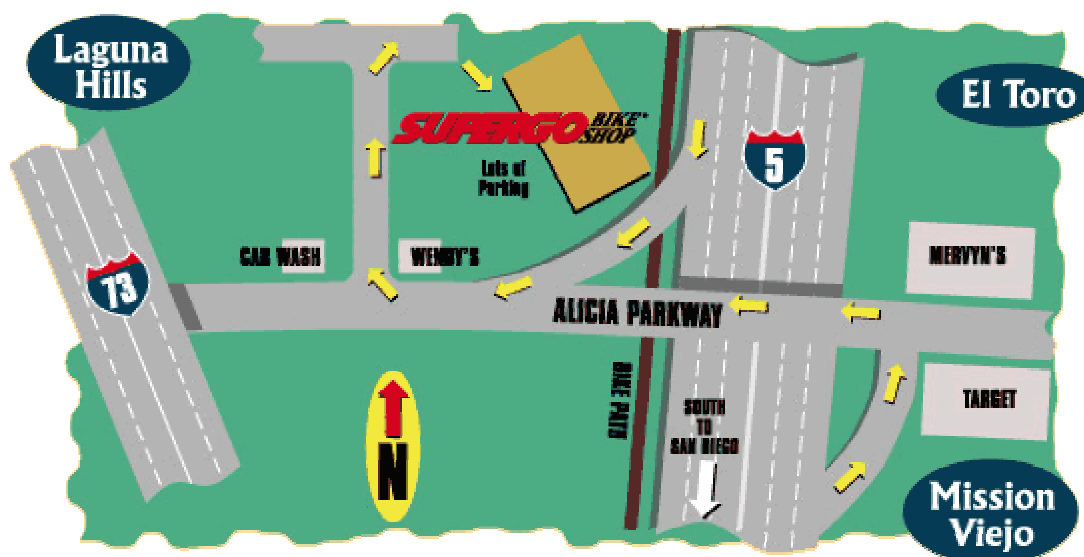 Laguna
Hills
El Toro
SUPERGO BIKE
SHOP
Lots of
Parking
5
CAR WASH
WENDY'S
MERVYN'S
73
ALICIA PARKWAY
BIKE PATH
TARGET
SOUTH
TO
SAN DIEGO
N
Mission
Viejo